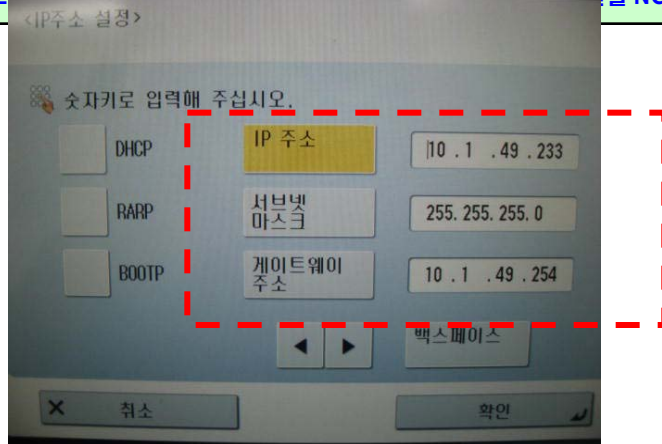 <IP주소 설정>
숫자키로 입력해 주십시오.
DHCP
IP 주소
10 .1 .49 .233
RARP
서브넷
마스크
255. 255. 255. 0
BOOTP
게이트웨이
주소
10 .1 .49 .254
◀ ▶
백스페이스
× 취소
확인